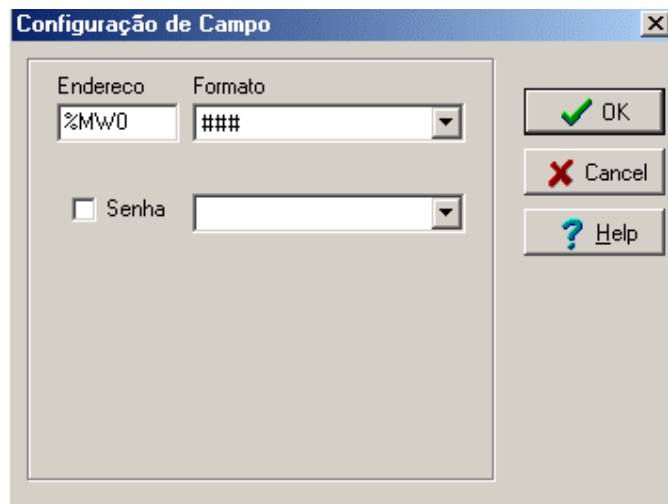 Configuração de Campo
Endereco Formato
%MW0 ###
OK
Cancel
Senha
? Help